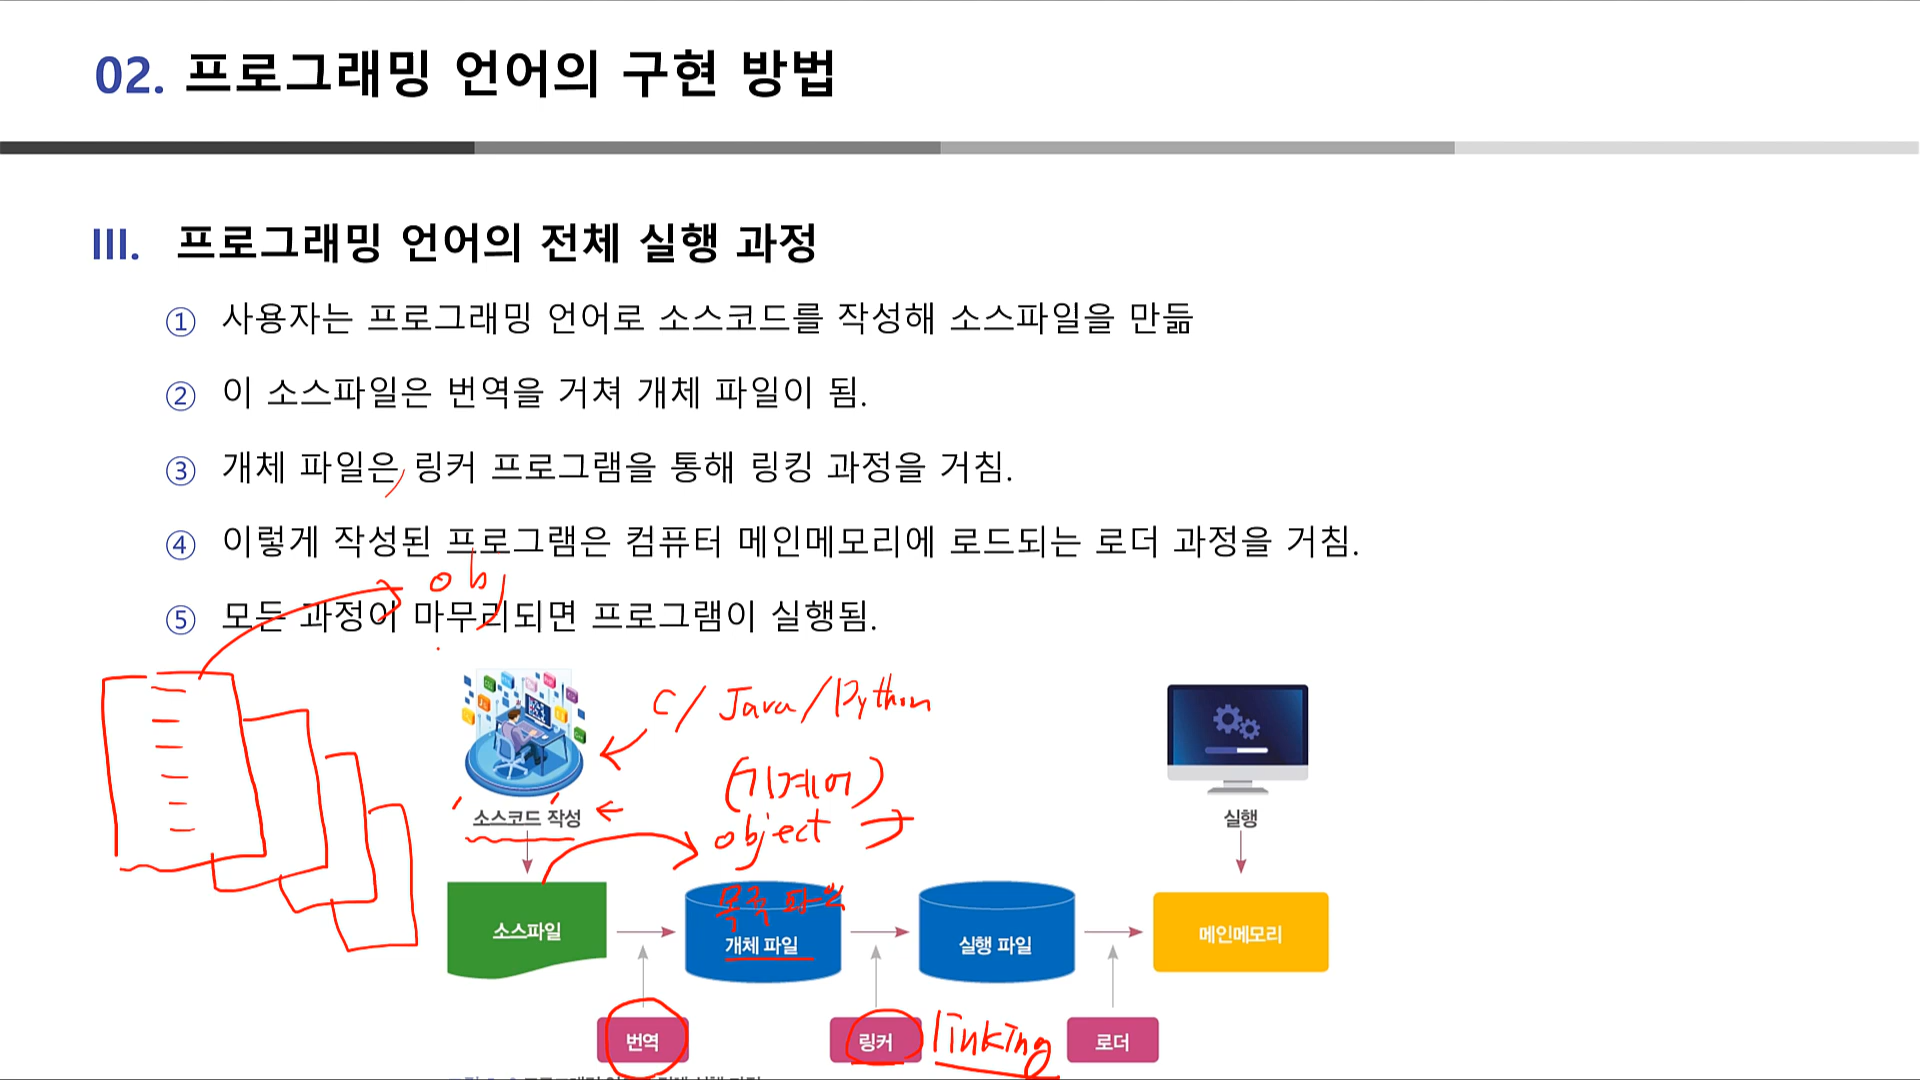 02. 프로그래밍 언어의 구현 방법
III. 프로그래밍 언어의 전체 실행 과정
① 사용자는 프로그래밍 언어로 소스코드를 작성해 소스파일을 만듦
② 이 소스파일은 번역을 거쳐 개체 파일이 됨.
③ 개체 파일은 링커 프로그램을 통해 링킹 과정을 거침.
④ 이렇게 작성된 프로그램은 컴퓨터 메인메모리에 로드되는 로더 과정을 거침.
obj
⑤ 모든 과정이 마무리되면 프로그램이 실행됨.
C/ Java/Python
(기계어)
소스코드 작성
object
실행
목적 파일
소스파일
개체 파일
실행 파일
메인메모리
번역
링커
linking
로더